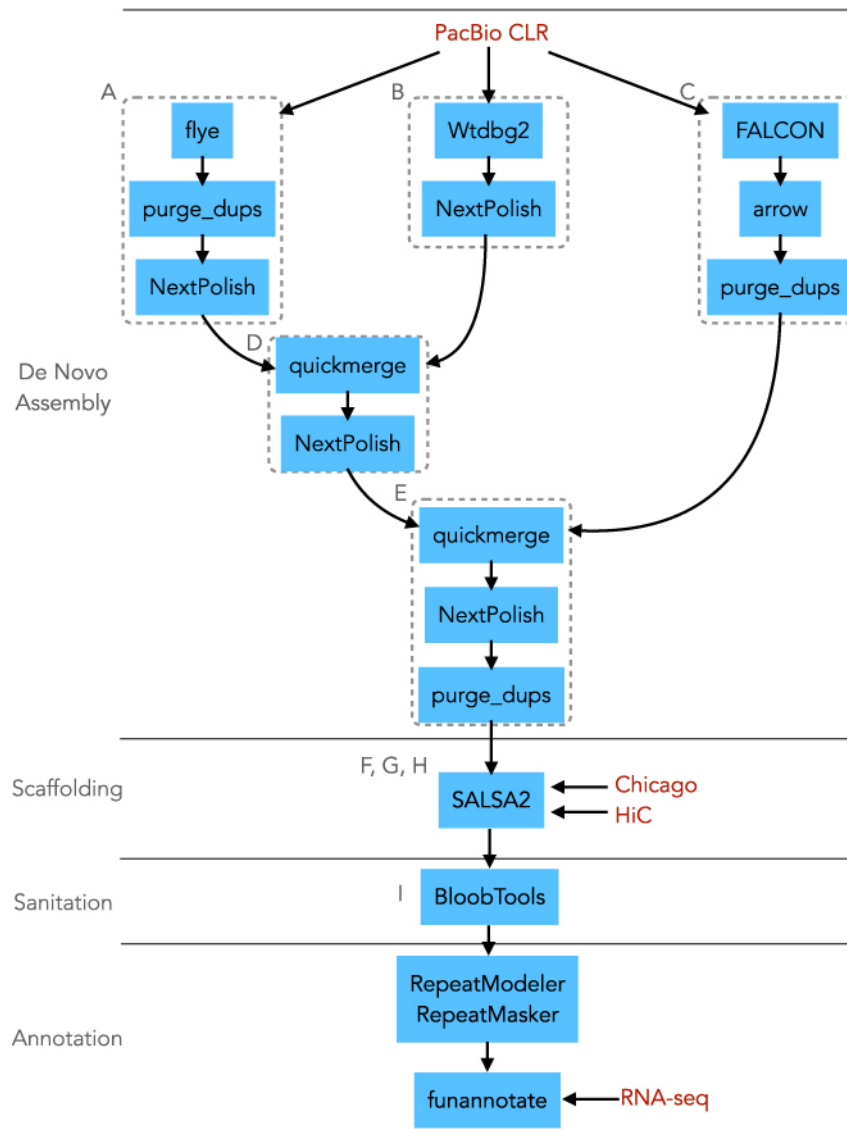 PacBio CLR
A
B
C
flye
Wtdbg2
FALCON
purge_dups
NextPolish
arrow
NextPolish
purge_dups
D
quickmerge
De Novo
Assembly
NextPolish
E
quickmerge
NextPolish
purge_dups
F, G, H
Scaffolding
SALSA2
Chicago
HiC
Sanitation
I
BloobTools
RepeatModeler
RepeatMasker
Annotation
funannotate
RNA-seq